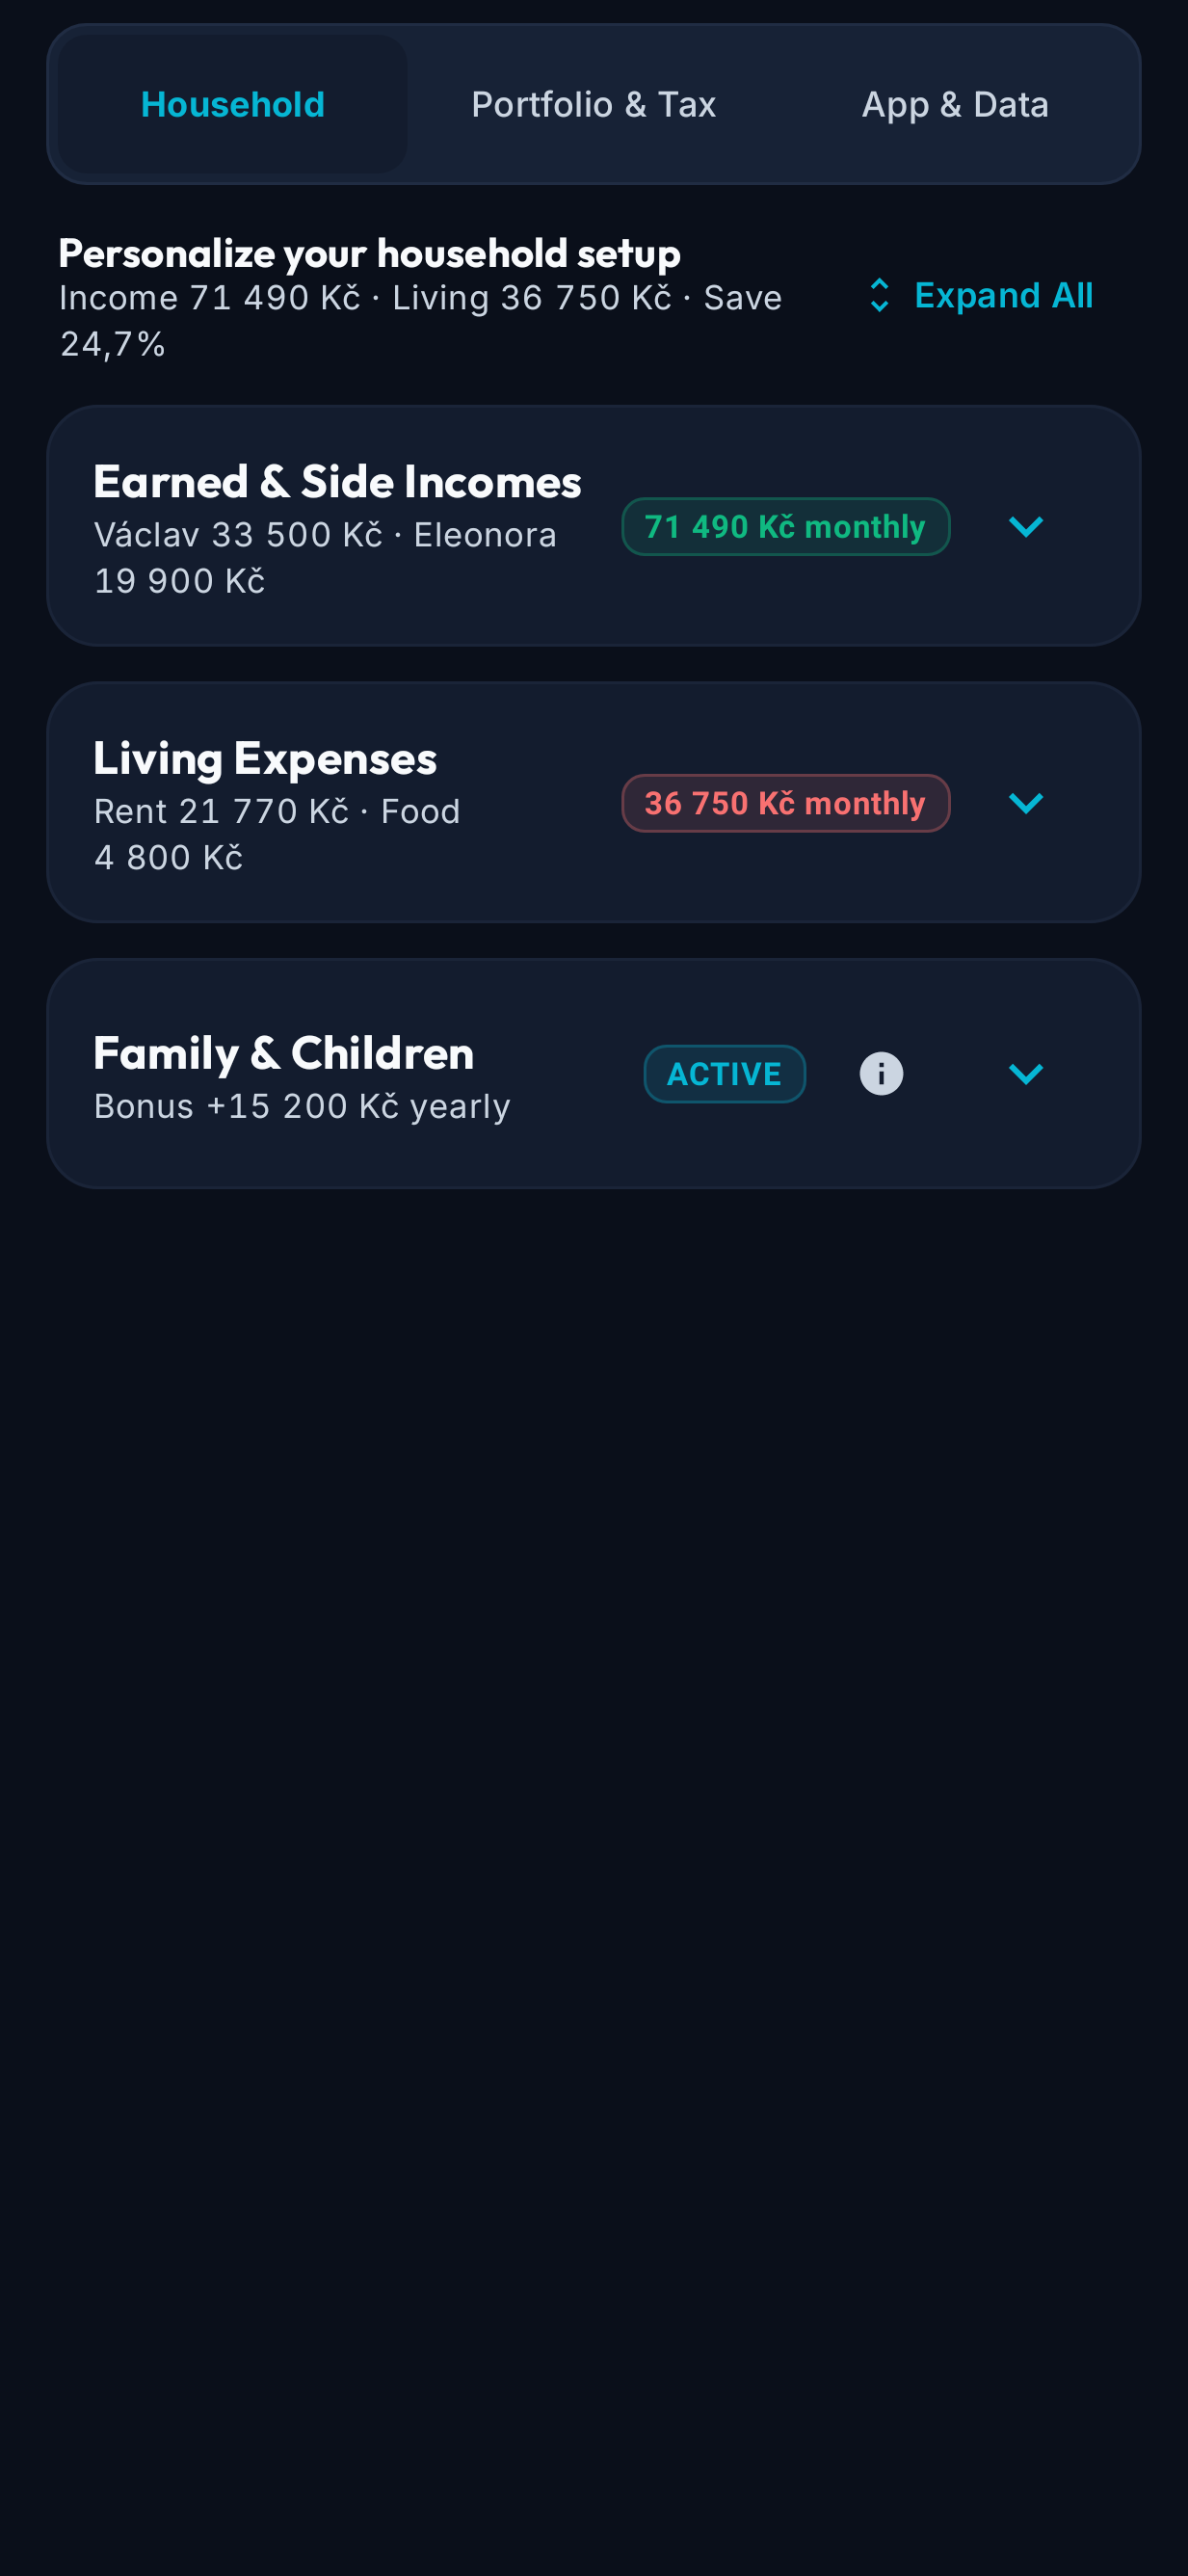 Household
Portfolio & Tax
App & Data
Personalize your household setup
Income 71 490 Kč · Living 36 750 Kč · Save
24,7%
Expand All
Earned & Side Incomes
Václav 33 500 Kč · Eleonora
19 900 Kč
71 490 Kč monthly
Living Expenses
Rent 21 770 Kč · Food
4 800 Kč
36 750 Kč monthly
Family & Children
Bonus +15 200 Kč yearly
ACTIVE